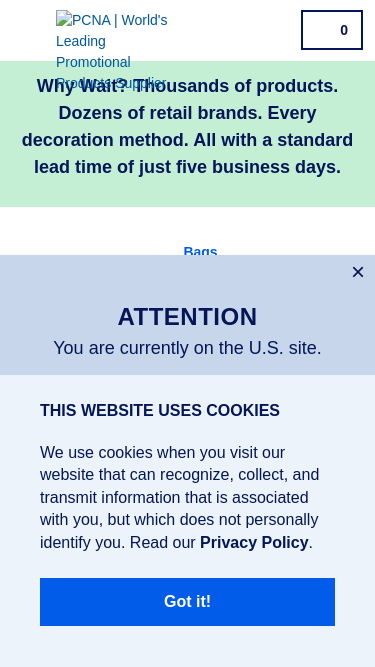 PCNA | World's
Leading
Promotional
Products Supplier
0
Why Wait? Thousands of products.
Dozens of retail brands. Every
decoration method. All with a standard
lead time of just five business days.
Bags
×
ATTENTION
You are currently on the U.S. site.
THIS WEBSITE USES COOKIES
We use cookies when you visit our
website that can recognize, collect, and
transmit information that is associated
with you, but which does not personally
identify you. Read our Privacy Policy.
Got it!